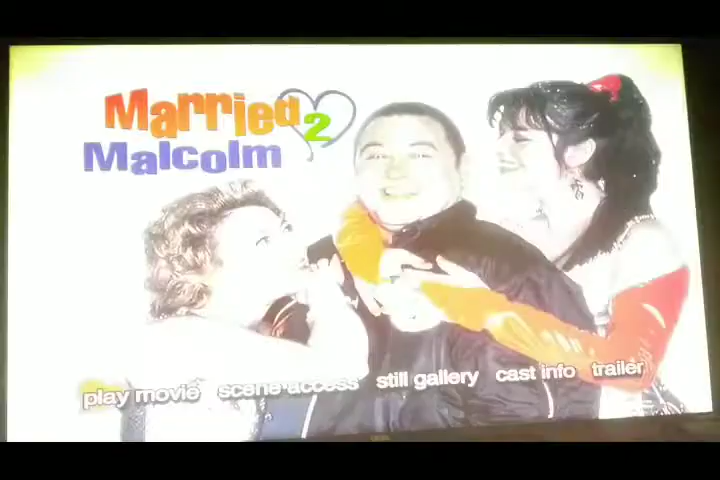 Married 2
Malcolm
play movie scene access still gallery cast info trailer